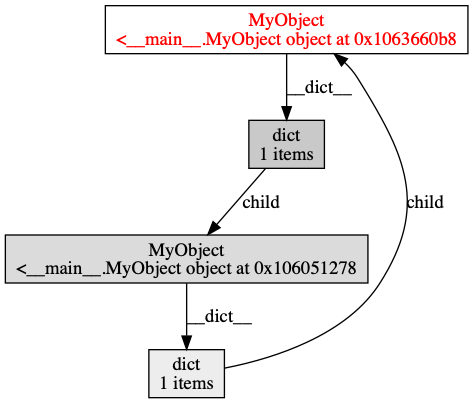 MyObject
<__main__.MyObject object at 0x1063660b8
__dict__
dict
1 items
child
child
MyObject
<__main__.MyObject object at 0x106051278
__dict__
dict
1 items